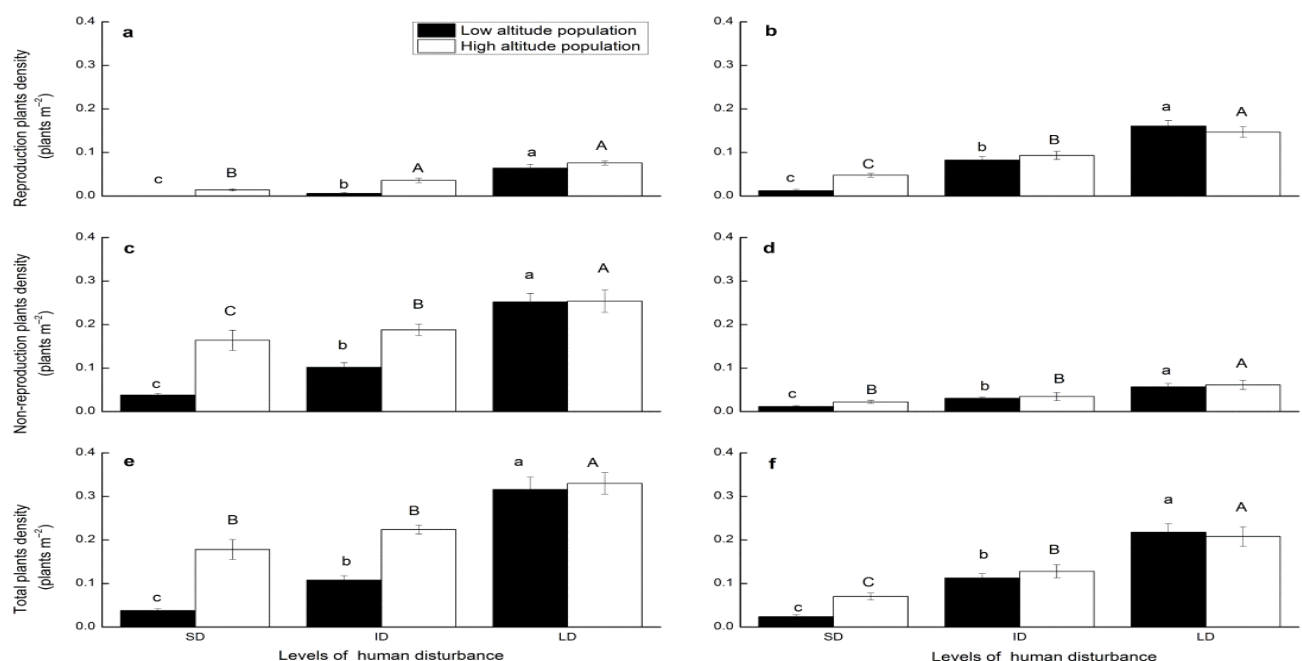 a
Low altitude population
High altitude population
Reproduction plants density
(plants m⁻²)
0.4
0.3
0.2
0.1
0.0
c
B
b
A
a
A
b
0.4
0.3
0.2
0.1
0.0
c
C
b
B
a
A
c
Non-reproduction plants density
(plants m⁻²)
0.4
0.3
0.2
0.1
0.0
c
C
b
B
a
A
d
0.4
0.3
0.2
0.1
0.0
c
B
b
B
a
A
e
Total plants density
(plants m⁻²)
0.4
0.3
0.2
0.1
0.0
c
B
b
B
a
A
SD
ID
LD
Levels of human disturbance
f
0.4
0.3
0.2
0.1
0.0
c
C
b
B
a
A
SD
ID
LD
Levels of human disturbance